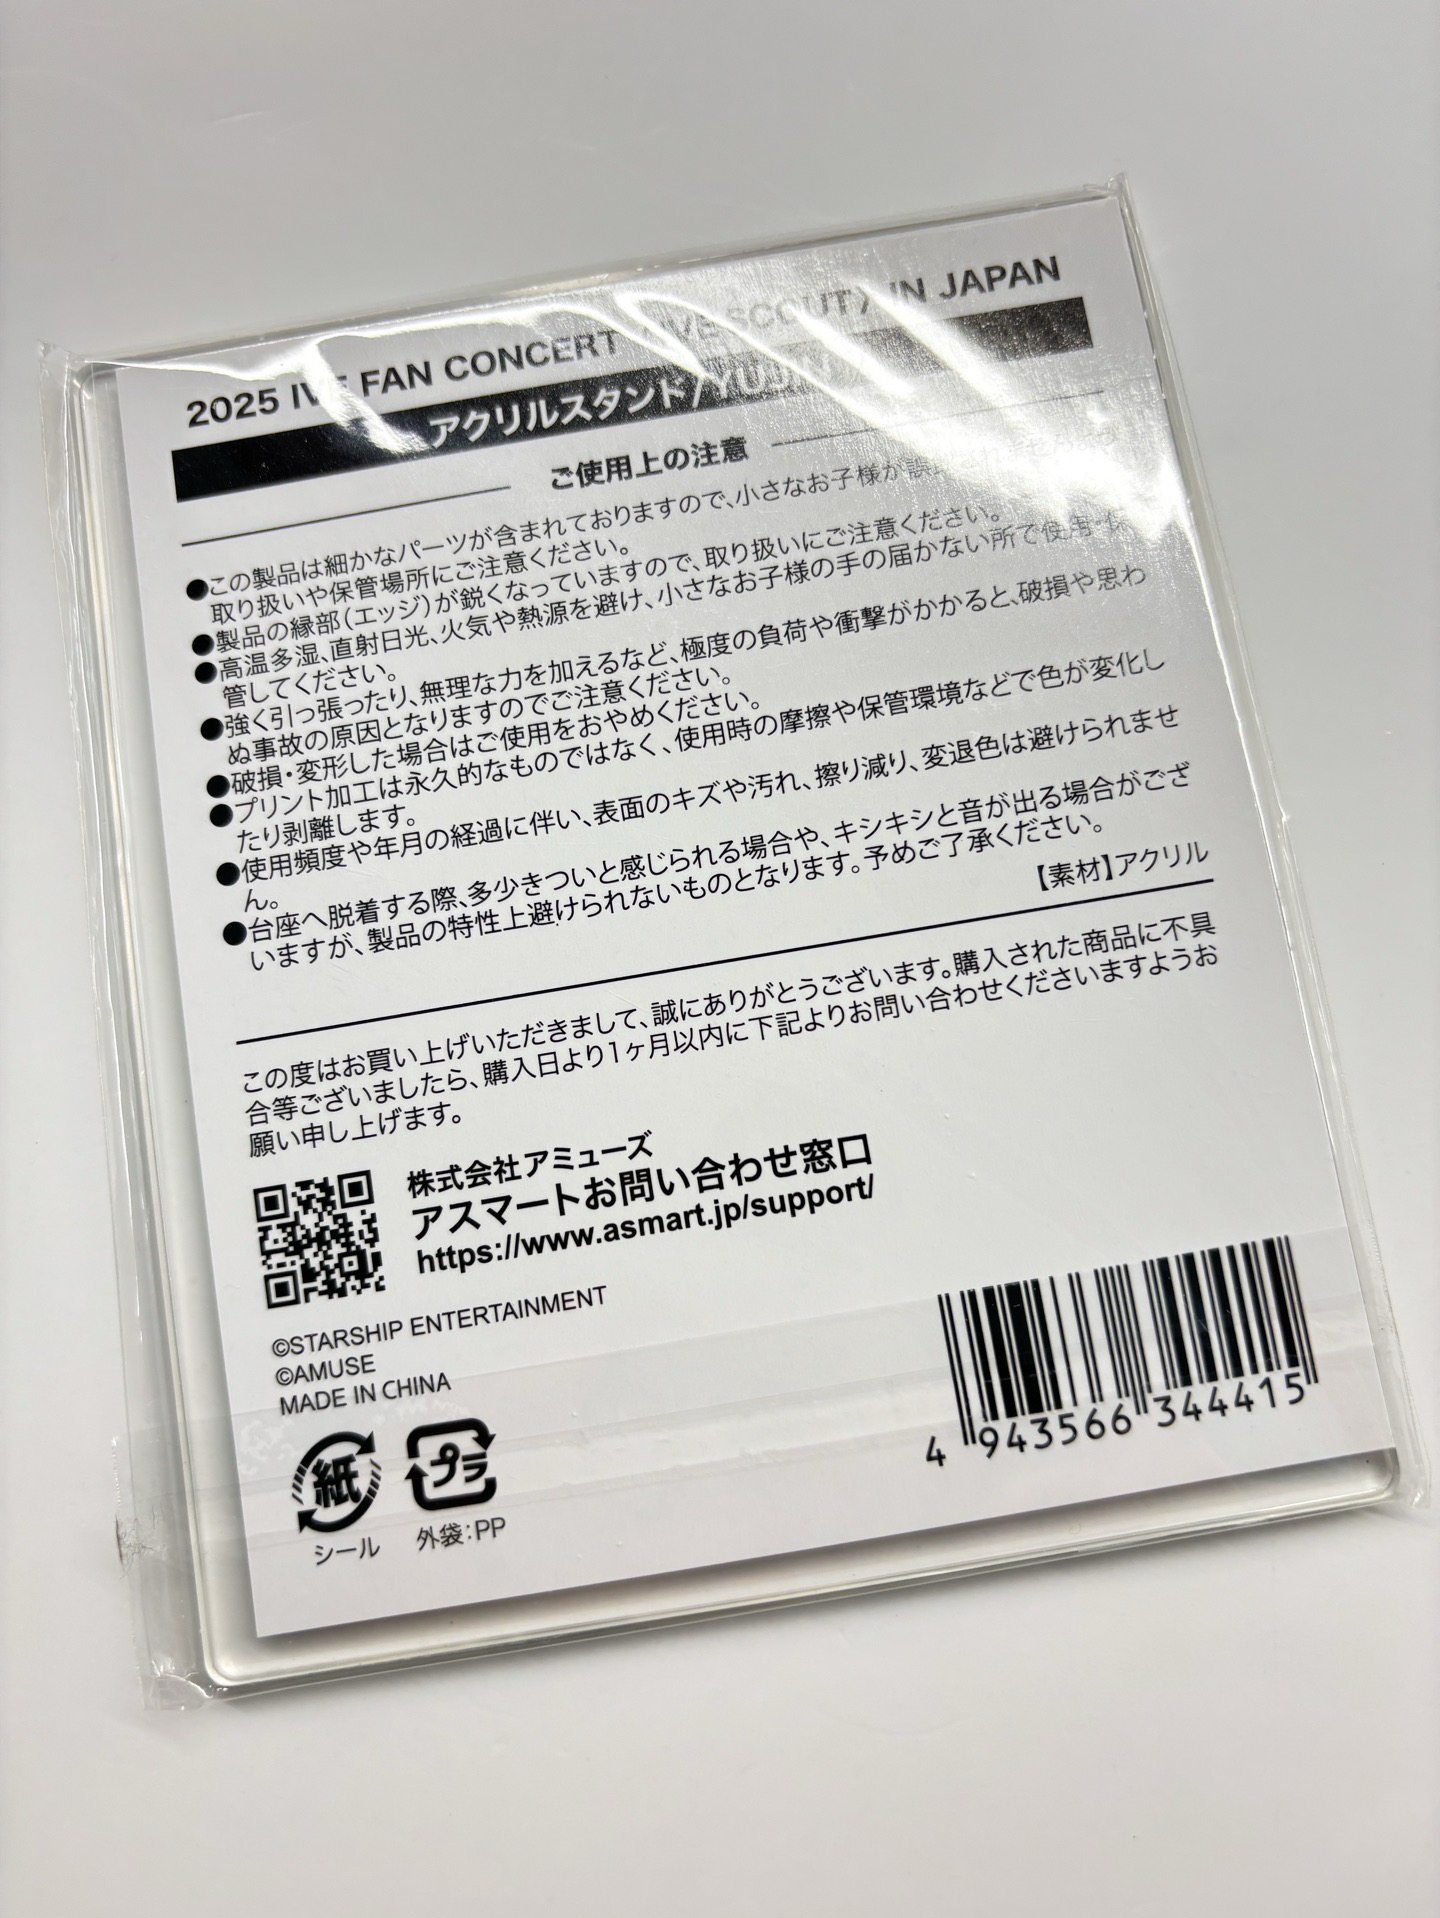 2025 IVE FAN CONCERT 〈IVE SCOUT〉 IN JAPAN
アクリルスタンド/YUJIN
ご使用上の注意
●この製品は細かなパーツが含まれておりますので、小さなお子様が誤
取り扱いや保管場所にご注意ください。
●製品の縁部(エッジ)が鋭くなっていますので、取り扱いにご注意ください。
●高温多湿、直射日光、火気や熱源を避け、小さなお子様の手の届かない所で使用・保
管してください。
●強く引っ張ったり、無理な力を加えるなど、極度の負荷や衝撃がかかると、破損や思わ
ぬ事故の原因となりますのでご注意ください。
●破損・変形した場合はご使用をおやめください。
●プリント加工は永久的なものではなく、使用時の摩擦や保管環境などで色が変化し
たり剥離します。
●使用頻度や年月の経過に伴い、表面のキズや汚れ、擦り減り、変退色は避けられませ
ん。
●台座へ脱着する際、多少きついと感じられる場合や、キシキシと音が出る場合がござ
いますが、製品の特性上避けられないものとなります。予めご了承ください。
【素材】アクリル
この度はお買い上げいただきまして、誠にありがとうございます。購入された商品に不具
合等ございましたら、購入日より1ヶ月以内に下記よりお問い合わせくださいますようお
願い申し上げます。
株式会社アミューズ
アスマートお問い合わせ窓口
https://www.asmart.jp/support/
©STARSHIP ENTERTAINMENT
©AMUSE
MADE IN CHINA
紙 プラ
シール 外袋:PP
4 943566 344415